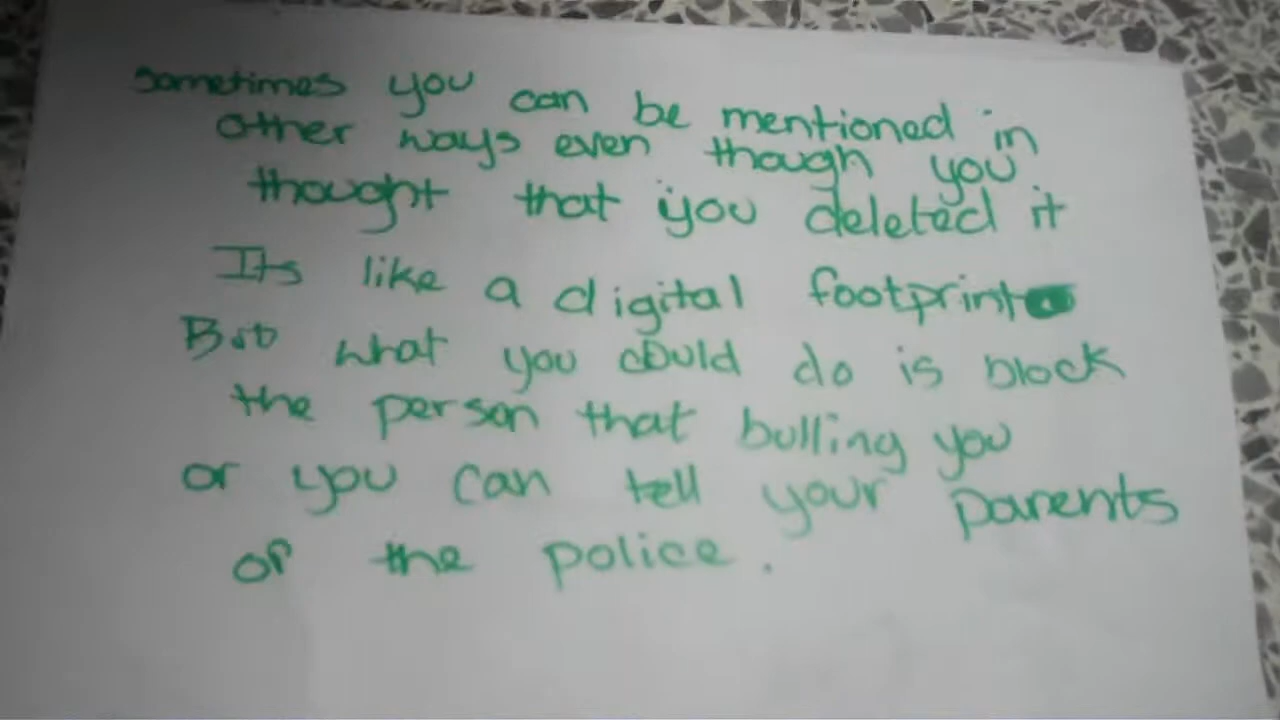 sometimes you can be mentioned in
other ways even though you
thought that you deleted it
Its like a digital footprint
But what you could do is block
the person that bulling you
or you can tell your parents
or the police.